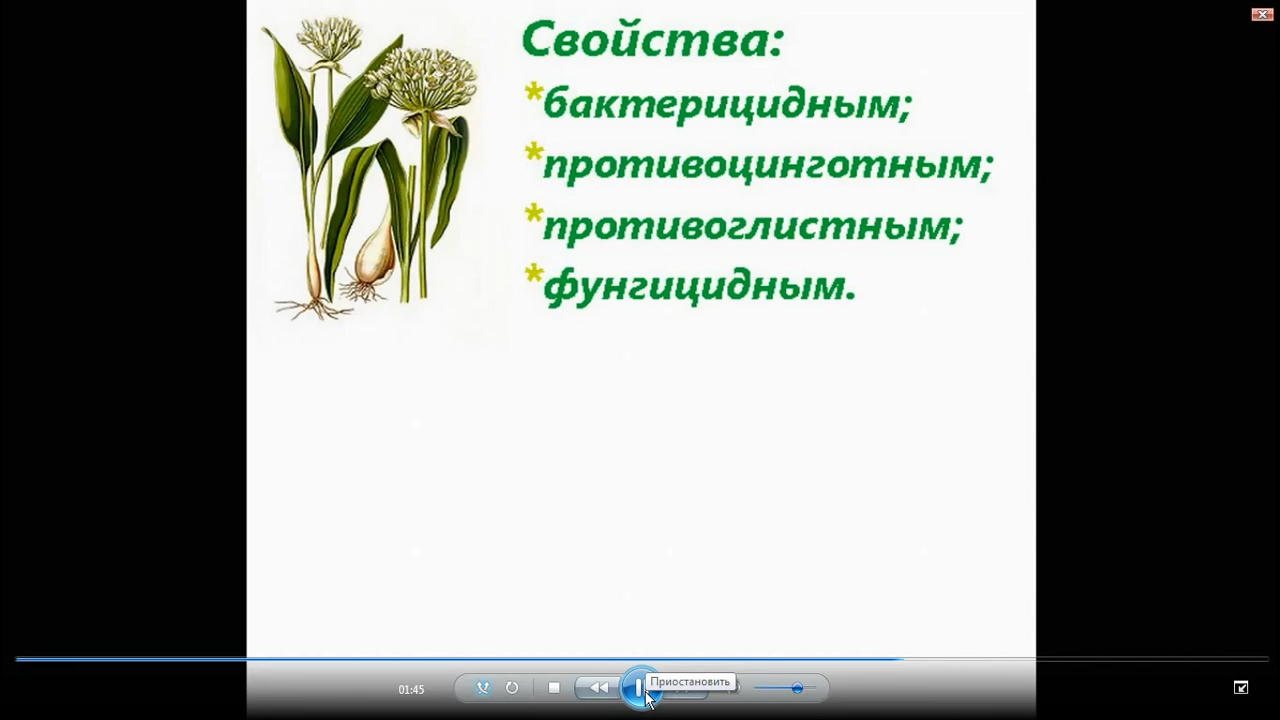 Свойства:
*бактерицидным;
*противоцинготным;
*противоглистным;
*фунгицидным.
01:45
Приостановить